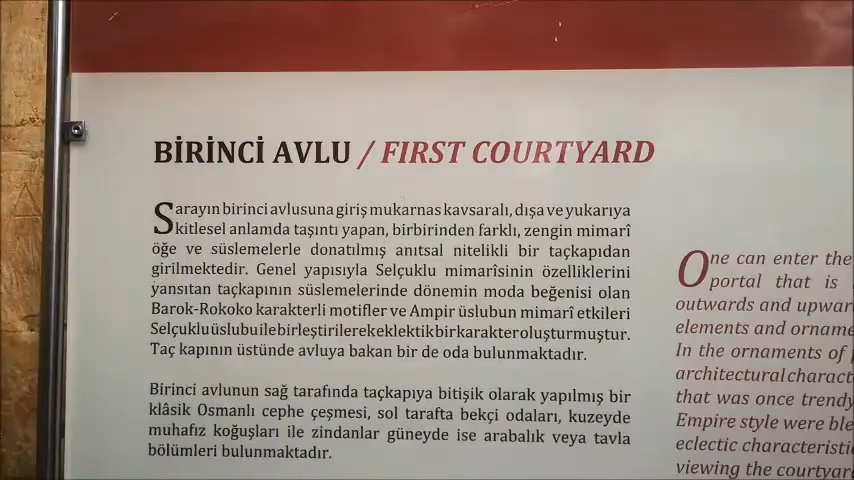 BİRİNCİ AVLU / FIRST COURTYARD
Sarayın birinci avlusuna giriş mukarnas kavsaralı, dışa ve yukarıya
kitlesel anlamda taşıntı yapan, birbirinden farklı, zengin mimarî
öğe ve süslemelerle donatılmış anıtsal nitelikli bir taçkapıdan
girilmektedir. Genel yapısıyla Selçuklu mimarîsinin özelliklerini
yansıtan taçkapının süslemelerinde dönemin moda beğenisi olan
Barok-Rokoko karakterli motifler ve Ampir üslubun mimarî etkileri
Selçuklu üslubu ile birleştirilerek eklektik bir karakter oluşturmuştur.
Taç kapının üstünde avluya bakan bir de oda bulunmaktadır.
Birinci avlunun sağ tarafında taçkapıya bitişik olarak yapılmış bir
klâsik Osmanlı cephe çeşmesi, sol tarafta bekçi odaları, kuzeyde
muhafız koğuşları ile zindanlar güneyde ise arabalık veya tavla
bölümleri bulunmaktadır.
One can enter the
portal that is
outwards and upwar
elements and orname
In the ornaments of
architectural charact
that was once trendy
Empire style were ble
eclectic characteristi
viewing the courtyar